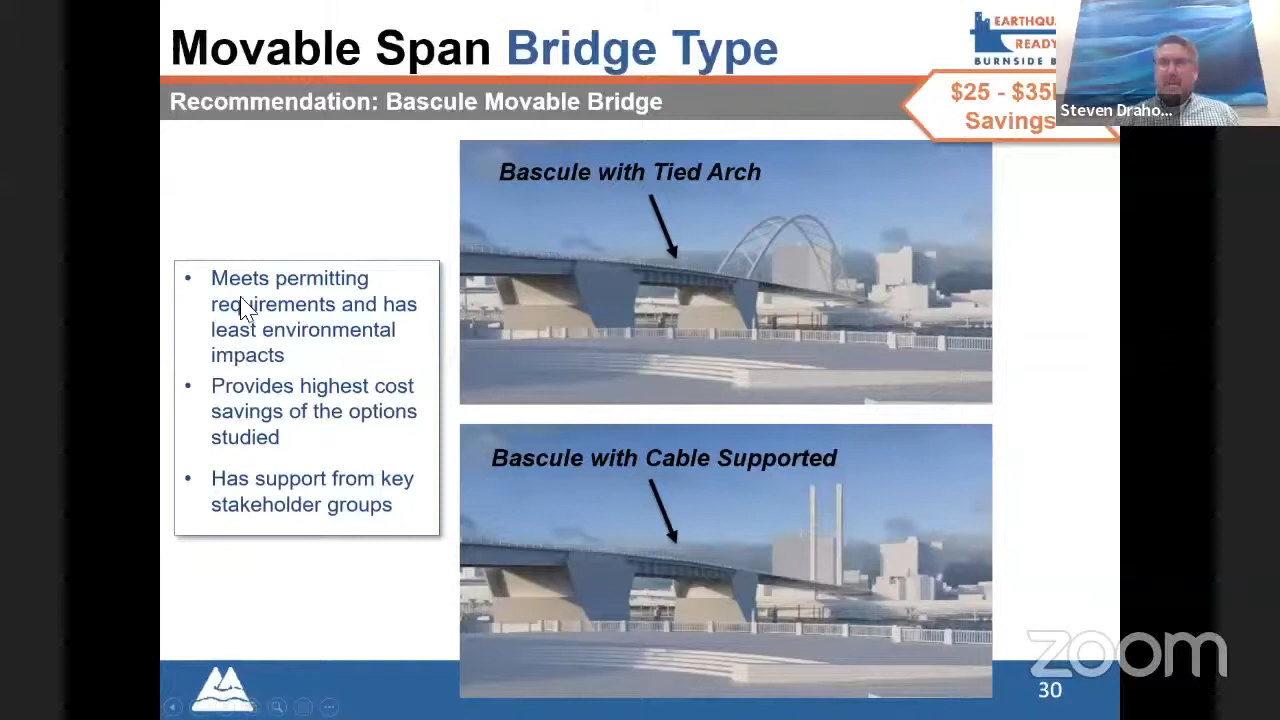 Movable Span Bridge Type
EARTHQUA
READY
BURNSIDE B
Recommendation: Bascule Movable Bridge
$25 - $35
Savings
Steven Draho...
Bascule with Tied Arch
• Meets permitting
requirements and has
least environmental
impacts
• Provides highest cost
savings of the options
studied
• Has support from key
stakeholder groups
Bascule with Cable Supported
zoom
30